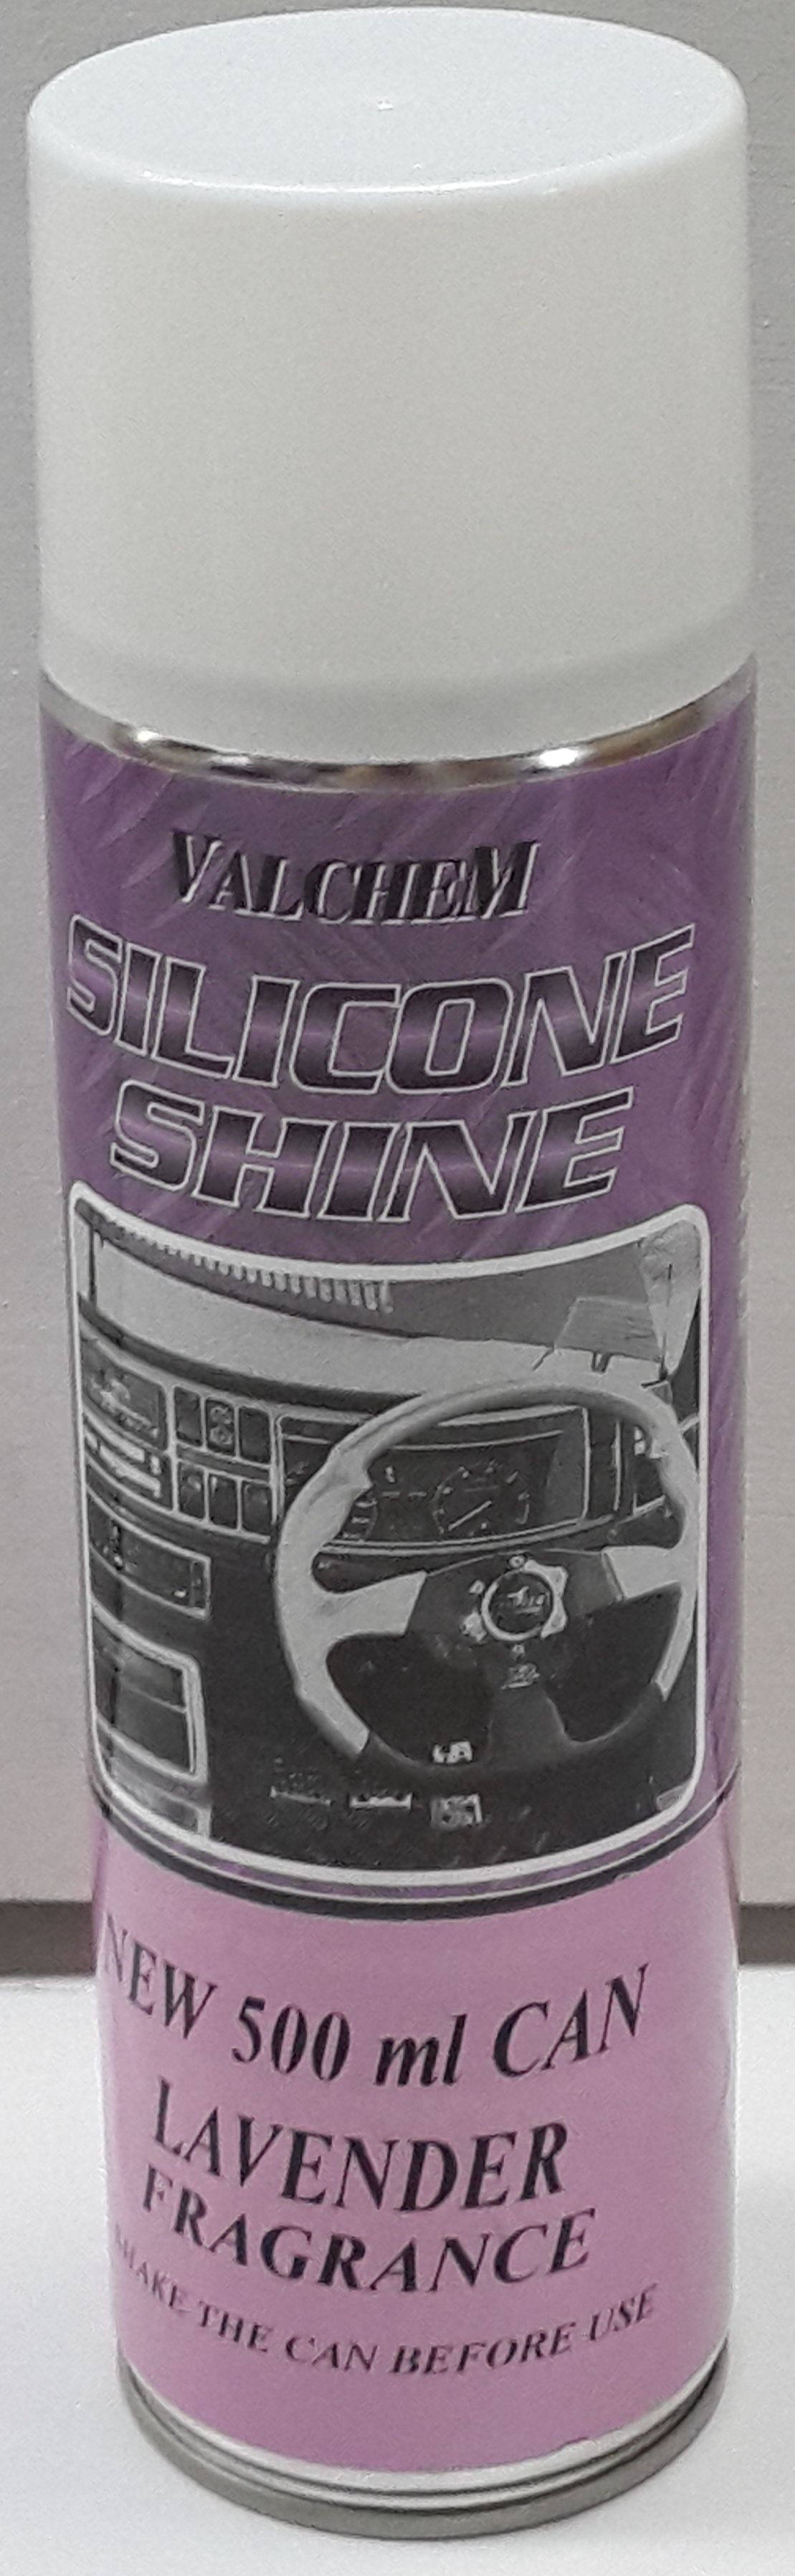 VALCHEM
SILICONE
SHINE
NEW 500 ml CAN
LAVENDER
FRAGRANCE
SHAKE THE CAN BEFORE USE